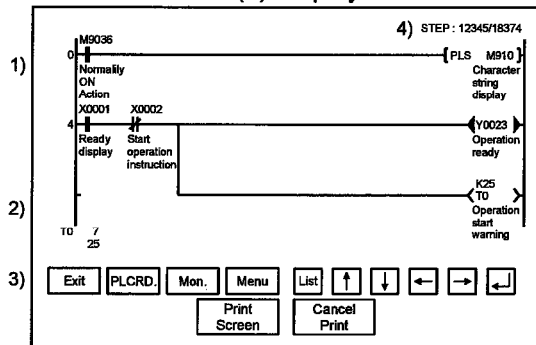 4) STEP : 12345/18374
1)
M9036
0
PLS M910
Normality
ON
Action
Character
string
display
X0001 X0002
4
Y0023
Ready
display
Start
operation
instruction
Operation
ready
2)
K25
T0
Operation
start
warning
T0 7
25
3)
Exit PLCRD. Mon. Menu List ↑ ↓ ← → ↵
Print
Screen
Cancel
Print